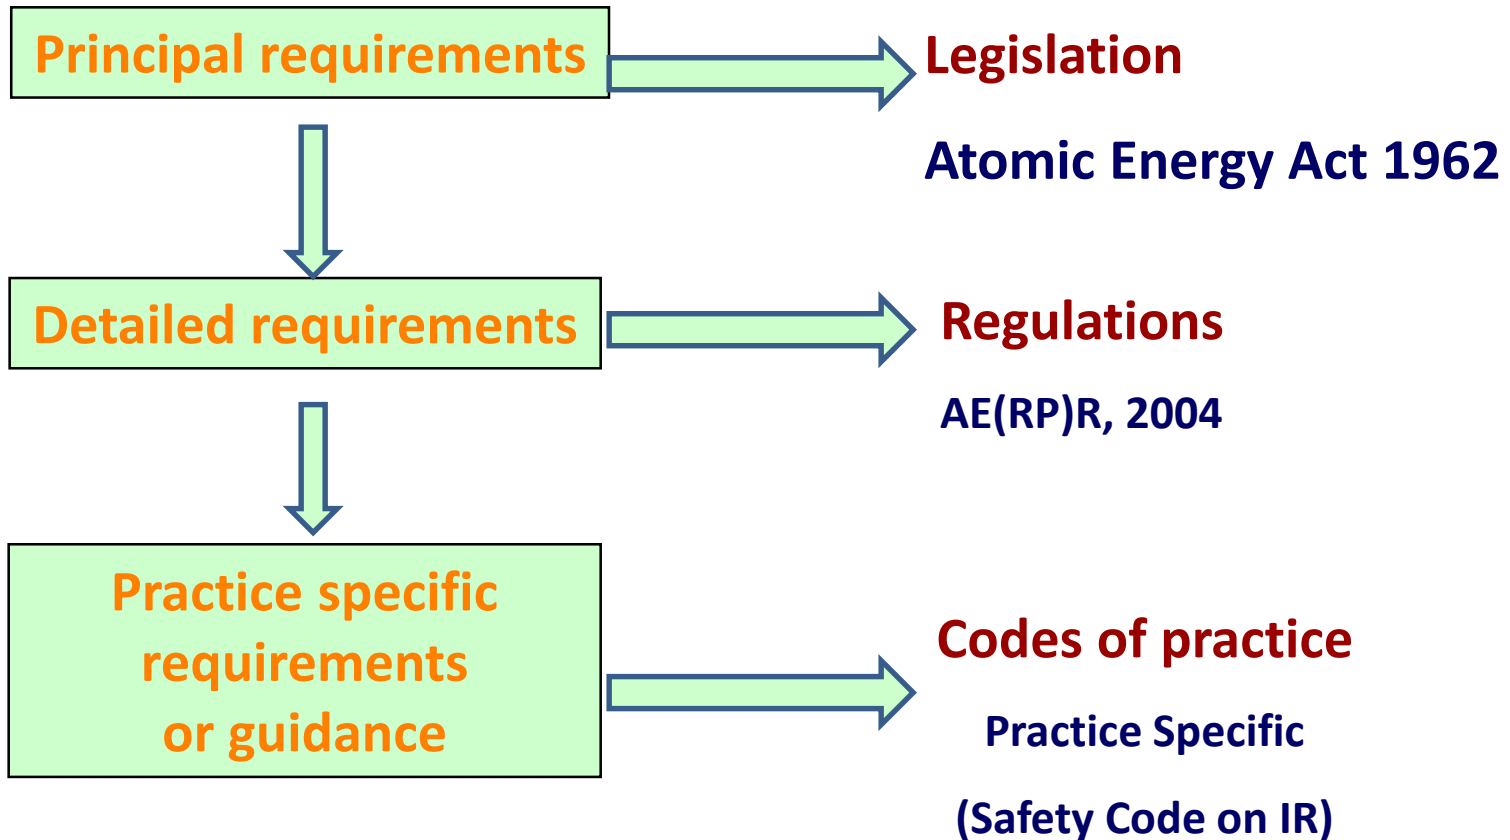 Principal requirements
Legislation
Atomic Energy Act 1962
Detailed requirements
Regulations
AE(RP)R, 2004
Practice specific
requirements
or guidance
Codes of practice
Practice Specific
(Safety Code on IR)